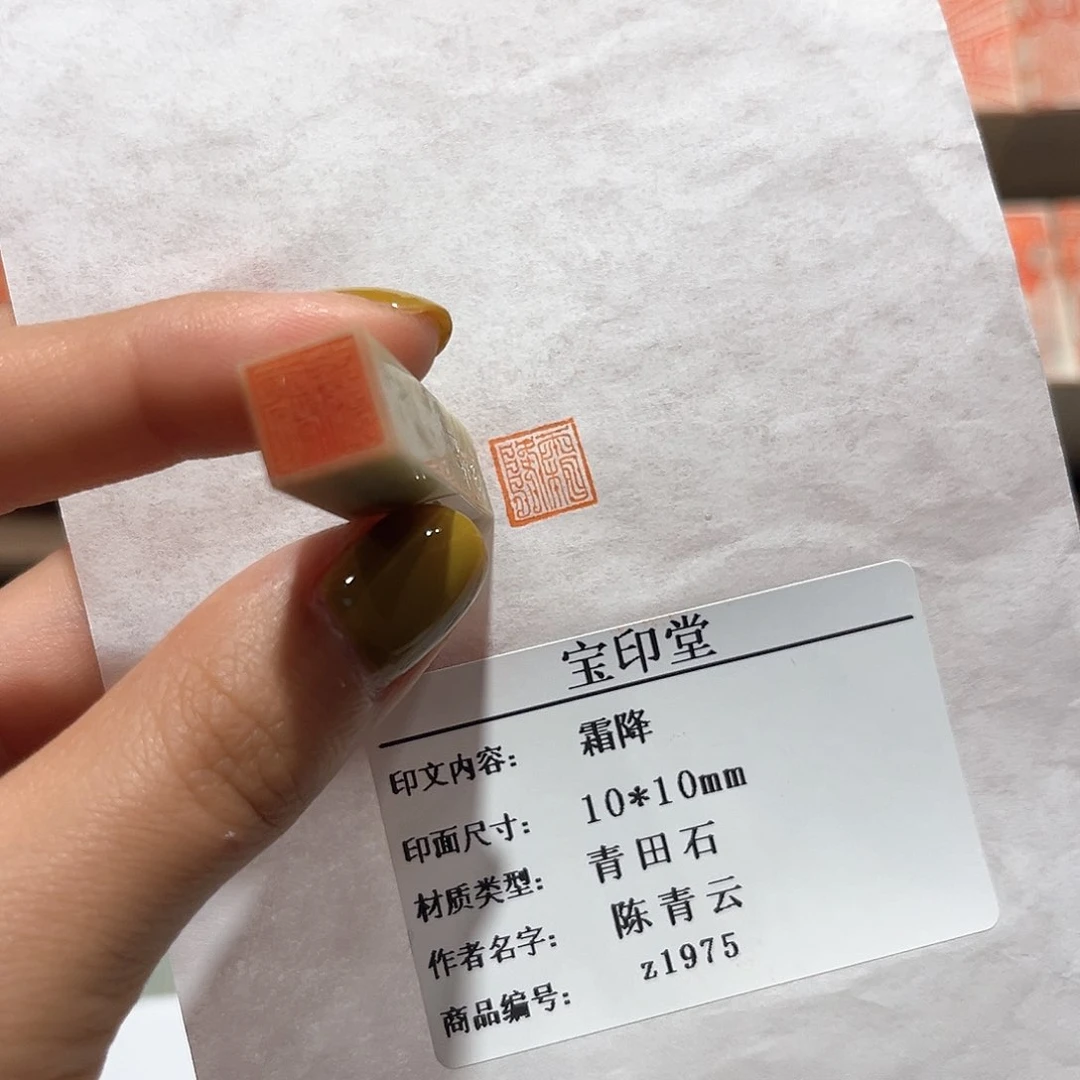 宝印堂
印文内容: 霜降
印面尺寸: 10*10mm
材质类型: 青田石
作者名字: 陈青云
商品编号: z1975